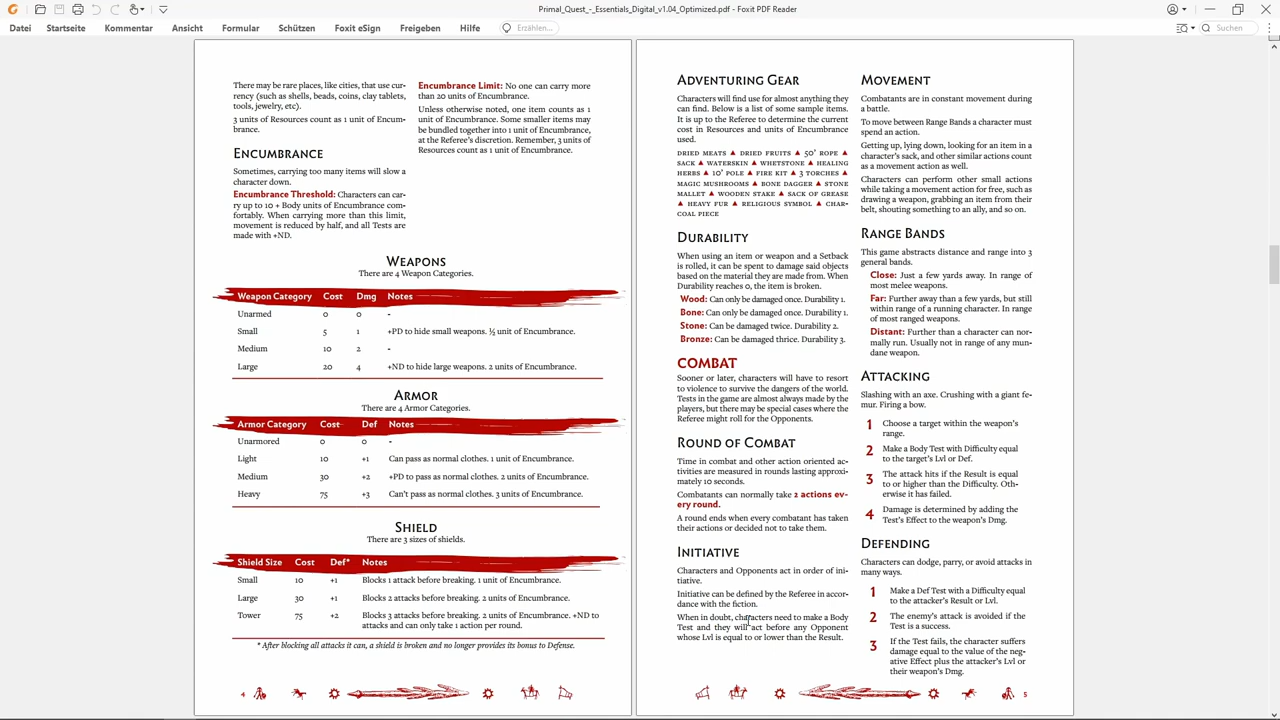 Primal_Quest_-_Essentials_Digital_v1.04_Optimized.pdf - Foxit PDF Reader
Datei Startseite Kommentar Ansicht Formular Schützen Foxit eSign Freigeben Hilfe Erzählen... Suchen
There may be rare places, like cities, that use cur-
rency (such as shells, beads, coins, clay tablets,
tools, jewelry, etc).
3 units of Resources count as 1 unit of Encum-
brance.
Encumbrance
Sometimes, carrying too many items will slow a
character down.
Encumbrance Threshold: Characters can car-
ry up to 10 + Body units of Encumbrance com-
fortably. When carrying more than this limit,
movement is reduced by half, and all Tests are
made with +ND.
Encumbrance Limit: No one can carry more
than 20 units of Encumbrance.
Unless otherwise noted, one item counts as 1
unit of Encumbrance. Some smaller items may
be bundled together into 1 unit of Encumbrance,
at the Referee's discretion. Remember, 3 units of
Resources count as 1 unit of Encumbrance.
Weapons
There are 4 Weapon Categories.
Weapon Category Cost Dmg Notes
Unarmed 0 0 -
Small 5 1 +PD to hide small weapons. ½ unit of Encumbrance.
Medium 10 2 -
Large 20 4 +ND to hide large weapons. 2 units of Encumbrance.
Armor
There are 4 Armor Categories.
Armor Category Cost Def Notes
Unarmored 0 0 -
Light 10 +1 Can pass as normal clothes. 1 unit of Encumbrance.
Medium 30 +2 +PD to pass as normal clothes. 2 units of Encumbrance.
Heavy 75 +3 Can't pass as normal clothes. 3 units of Encumbrance.
Shield
There are 3 sizes of shields.
Shield Size Cost Def* Notes
Small 10 +1 Blocks 1 attack before breaking. 1 unit of Encumbrance.
Large 30 +1 Blocks 2 attacks before breaking. 2 units of Encumbrance.
Tower 75 +2 Blocks 3 attacks before breaking. 2 units of Encumbrance. +ND to
attacks and can only take 1 action per round.
* After blocking all attacks it can, a shield is broken and no longer provides its bonus to Defense.
4
Adventuring Gear
Characters will find use for almost anything they
can find. Below is a list of some sample items.
It is up to the Referee to determine the current
cost in Resources and units of Encumbrance
used.
dried meats ▲ dried fruits ▲ 50' rope ▲
sack ▲ waterskin ▲ whetstone ▲ healing
herbs ▲ 10' pole ▲ fire kit ▲ 3 torches ▲
magic mushrooms ▲ bone dagger ▲ stone
mallet ▲ wooden stake ▲ sack of grease
▲ heavy fur ▲ religious symbol ▲ char-
coal piece
Durability
When using an item or weapon and a Setback
is rolled, it can be spent to damage said objects
based on the material they are made from. When
Durability reaches 0, the item is broken.
Wood: Can only be damaged once. Durability 1.
Bone: Can only be damaged once. Durability 1.
Stone: Can be damaged twice. Durability 2.
Bronze: Can be damaged thrice. Durability 3.
COMBAT
Sooner or later, characters will have to resort
to violence to survive the dangers of the world.
Tests in the game are almost always made by the
players, but there may be special cases where the
Referee might roll for the Opponents.
Round of Combat
Time in combat and other action oriented ac-
tivities are measured in rounds lasting approxi-
mately 10 seconds.
Combatants can normally take 2 actions ev-
ery round.
A round ends when every combatant has taken
their actions or decided not to take them.
Initiative
Characters and Opponents act in order of ini-
tiative.
Initiative can be defined by the Referee in accor-
dance with the fiction.
When in doubt, characters need to make a Body
Test and they will act before any Opponent
whose Lvl is equal to or lower than the Result.
Movement
Combatants are in constant movement during
a battle.
To move between Range Bands a character must
spend an action.
Getting up, lying down, looking for an item in a
character's sack, and other similar actions count
as a movement action as well.
Characters can perform other small actions
while taking a movement action for free, such as
drawing a weapon, grabbing an item from their
belt, shouting something to an ally, and so on.
Range Bands
This game abstracts distance and range into 3
general bands.
Close: Just a few yards away. In range of
most melee weapons.
Far: Further away than a few yards, but still
within range of a running character. In range
of most ranged weapons.
Distant: Further than a character can nor-
mally run. Usually not in range of any mun-
dane weapon.
Attacking
Slashing with an axe. Crushing with a giant fe-
mur. Firing a bow.
1 Choose a target within the weapon's
range.
2 Make a Body Test with Difficulty equal
to the target's Lvl or Def.
3 The attack hits if the Result is equal
to or higher than the Difficulty. Oth-
erwise it has failed.
4 Damage is determined by adding the
Test's Effect to the weapon's Dmg.
Defending
Characters can dodge, parry, or avoid attacks in
many ways.
1 Make a Def Test with a Difficulty equal
to the attacker's Result or Lvl.
2 The enemy's attack is avoided if the
Test is a success.
3 If the Test fails, the character suffers
damage equal to the value of the neg-
ative Effect plus the attacker's Lvl or
their weapon's Dmg.
5